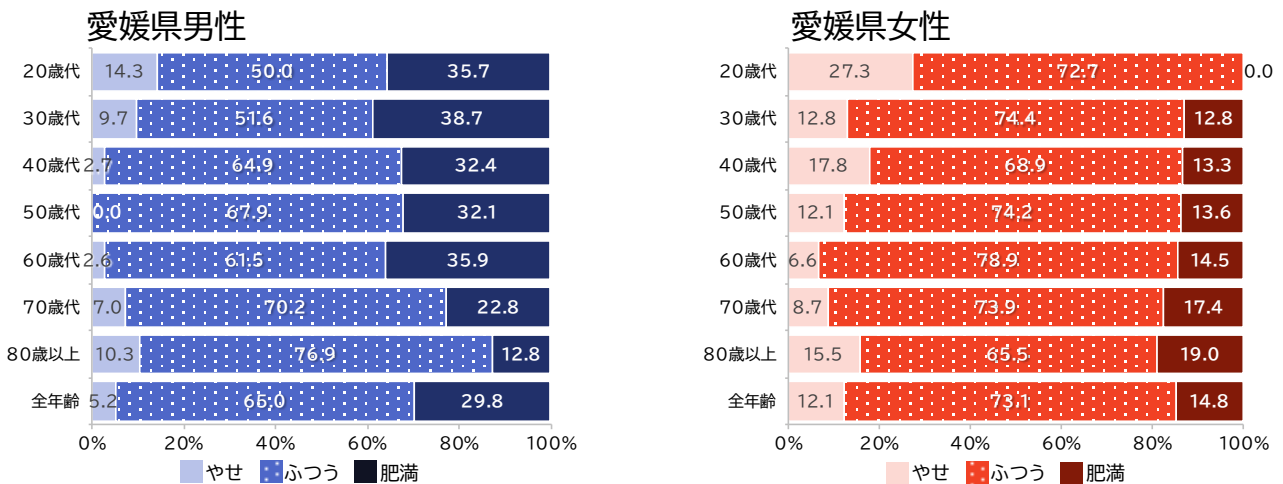 愛媛県男性
20歳代 14.3 50.0 35.7
30歳代 9.7 51.6 38.7
40歳代 2.7 64.9 32.4
50歳代 0.0 67.9 32.1
60歳代 2.6 61.5 35.9
70歳代 7.0 70.2 22.8
80歳以上 10.3 76.9 12.8
全年齢 5.2 65.0 29.8
0% 20% 40% 60% 80% 100%
やせ ふつう 肥満
愛媛県女性
20歳代 27.3 72.7 0.0
30歳代 12.8 74.4 12.8
40歳代 17.8 68.9 13.3
50歳代 12.1 74.2 13.6
60歳代 6.6 78.9 14.5
70歳代 8.7 73.9 17.4
80歳以上 15.5 65.5 19.0
全年齢 12.1 73.1 14.8
0% 20% 40% 60% 80% 100%
やせ ふつう 肥満